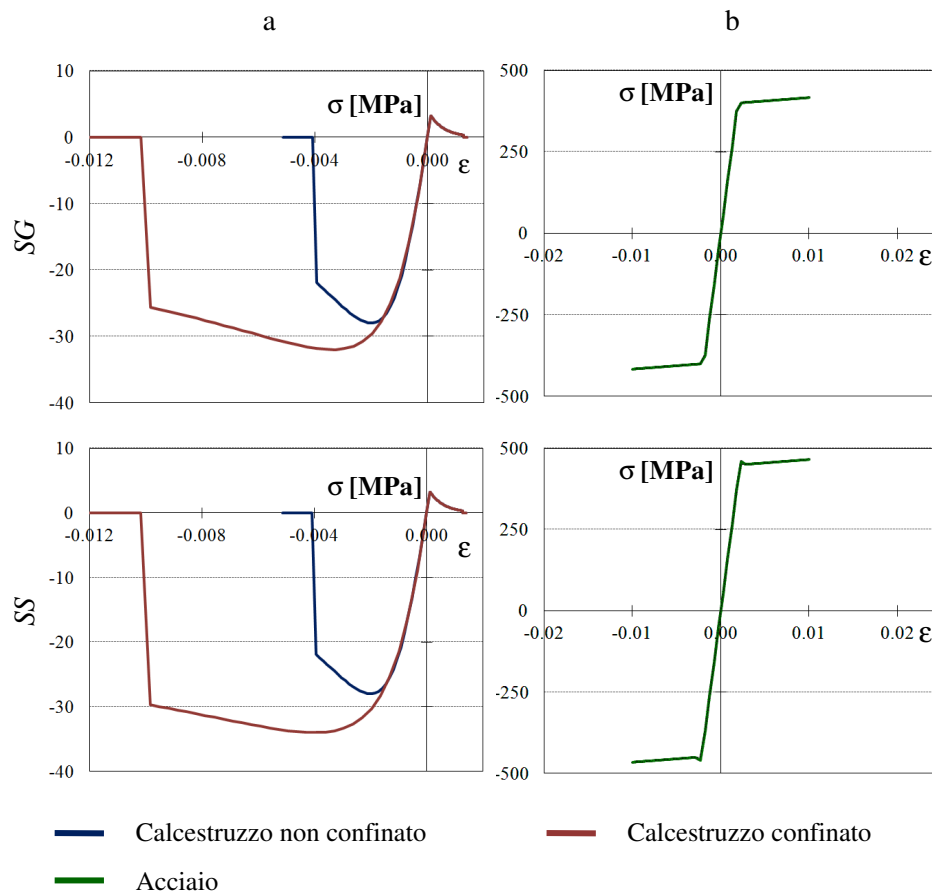 a
b
10
σ [MPa]
0
-0.012
-0.008
-0.004
0.000
ε
-10
SG
-20
-30
-40
500
σ [MPa]
250
0
-0.02
-0.01
0.00
0.01
0.02
ε
-250
-500
10
σ [MPa]
0
-0.012
-0.008
-0.004
0.000
ε
-10
SS
-20
-30
-40
500
σ [MPa]
250
0
-0.02
-0.01
0.00
0.01
0.02
ε
-250
-500
Calcestruzzo non confinato
Calcestruzzo confinato
Acciaio